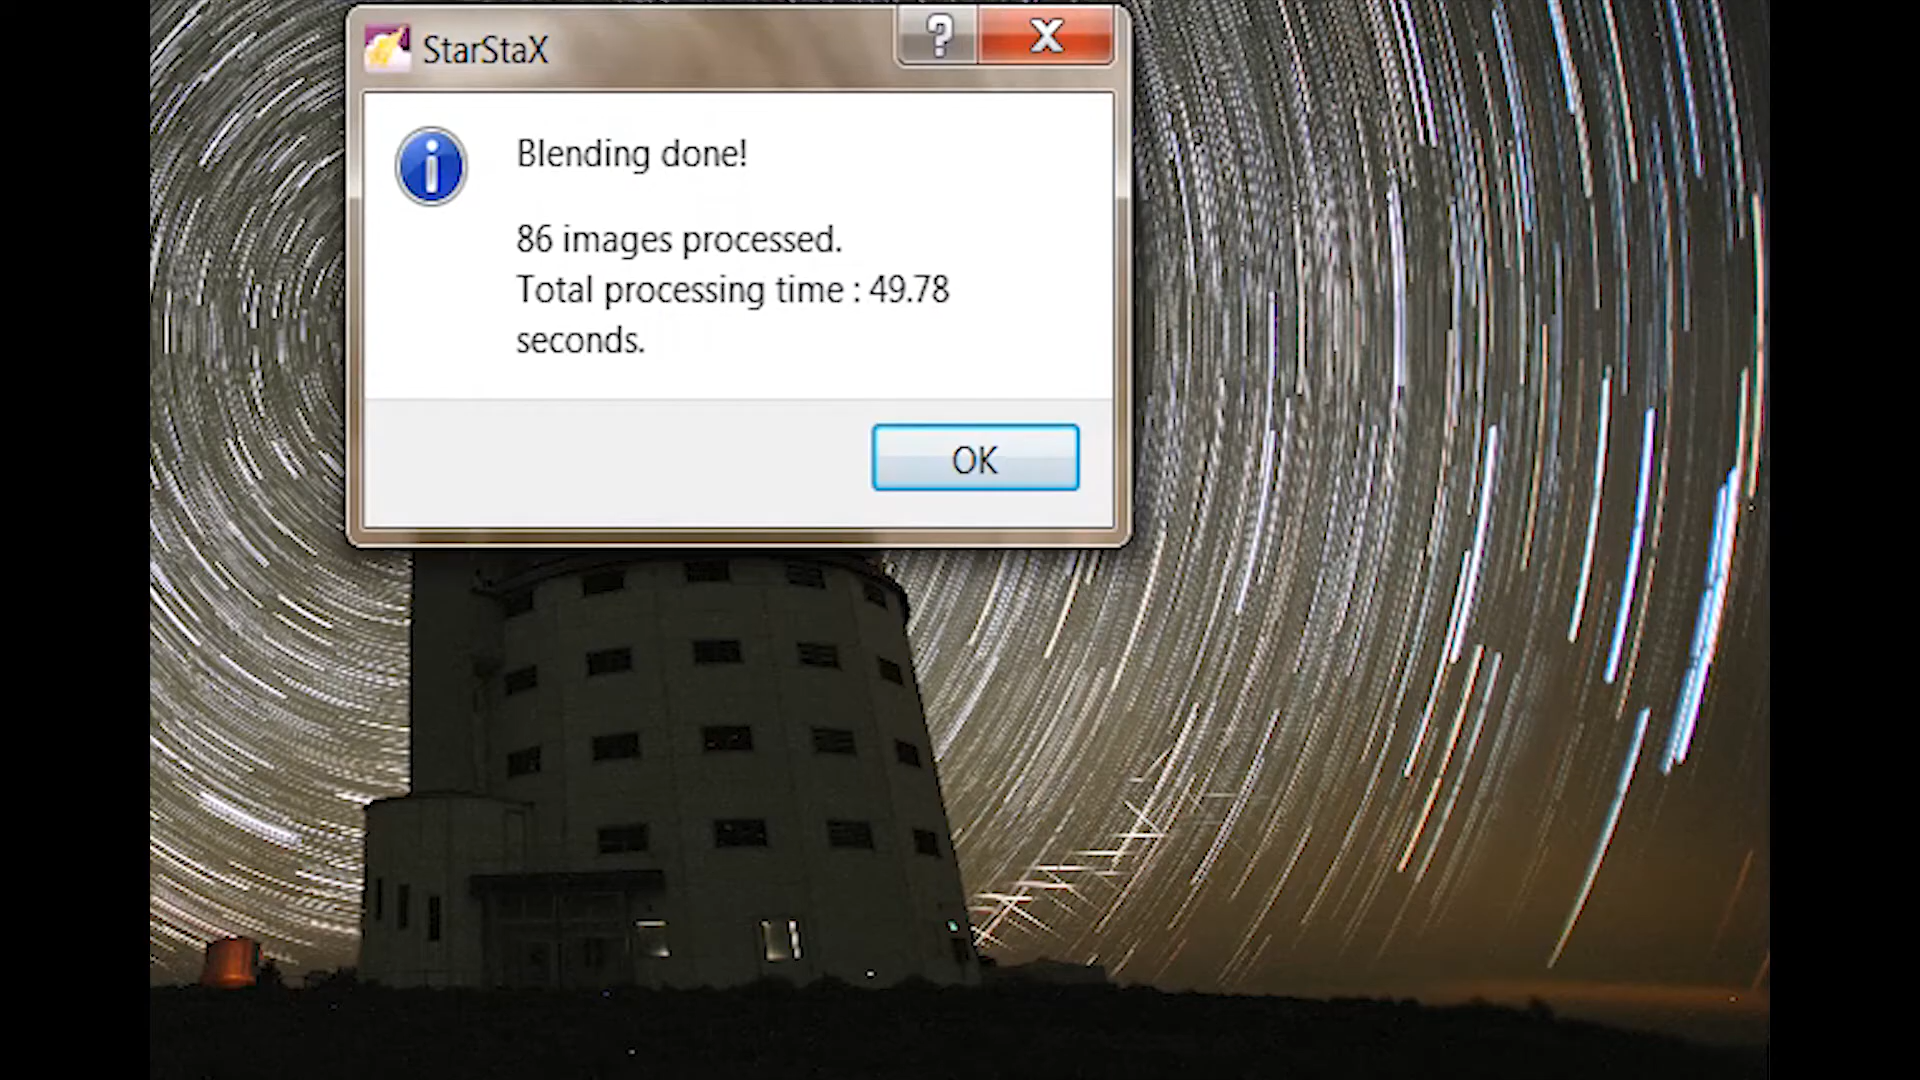 StarStaX
Blending done!
86 images processed.
Total processing time : 49.78
seconds.
OK